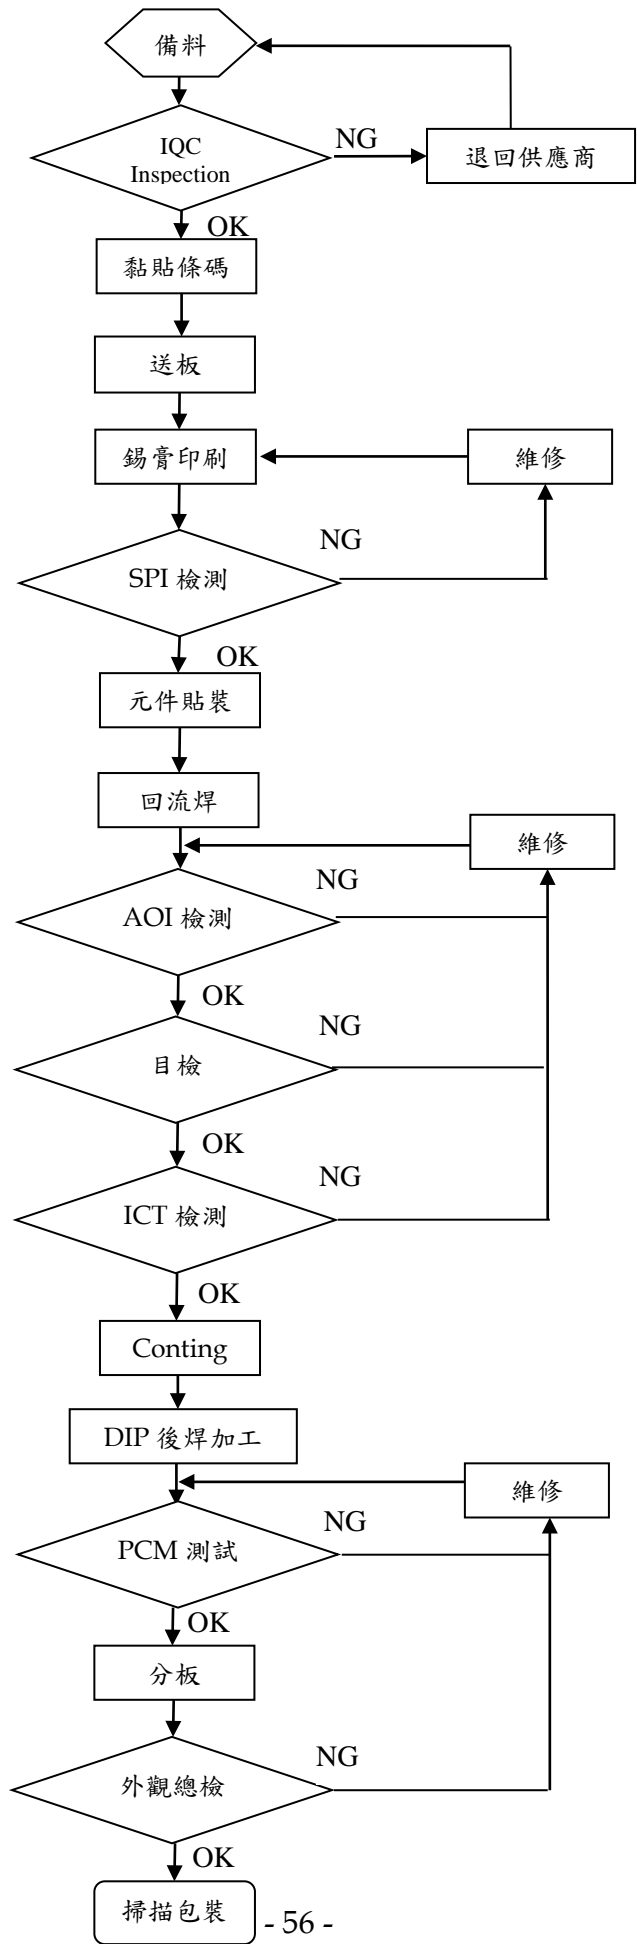 備料
IQC
Inspection
NG
退回供應商
OK
黏貼條碼
送板
錫膏印刷
維修
NG
SPI 檢測
OK
元件貼裝
回流焊
維修
NG
AOI 檢測
OK
NG
目檢
OK
NG
ICT 檢測
OK
Conting
DIP 後焊加工
維修
NG
PCM 測試
OK
分板
NG
外觀總檢
OK
掃描包裝
- 56 -